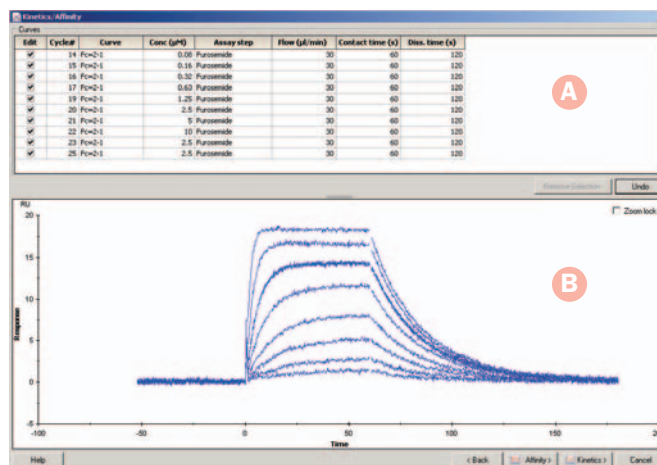 Kinetics/Affinity
Curves
Edit Cycle# Curve Conc (µM) Assay step Flow (µl/min) Contact time (s) Diss. time (s)
14 Fc=2-1 0.08 Furosemide 30 60 120
15 Fc=2-1 0.16 Furosemide 30 60 120
16 Fc=2-1 0.32 Furosemide 30 60 120
17 Fc=2-1 0.63 Furosemide 30 60 120
19 Fc=2-1 1.25 Furosemide 30 60 120
20 Fc=2-1 2.5 Furosemide 30 60 120
21 Fc=2-1 5 Furosemide 30 60 120
22 Fc=2-1 10 Furosemide 30 60 120
23 Fc=2-1 2.5 Furosemide 30 60 120
25 Fc=2-1 2.5 Furosemide 30 60 120
A
Remove Selection Undo
RU
Zoom lock
20
15
10
5
0
-5
Response
B
-100 -50 0 50 100 150
Time
Help < Back Affinity > Kinetics > Cancel